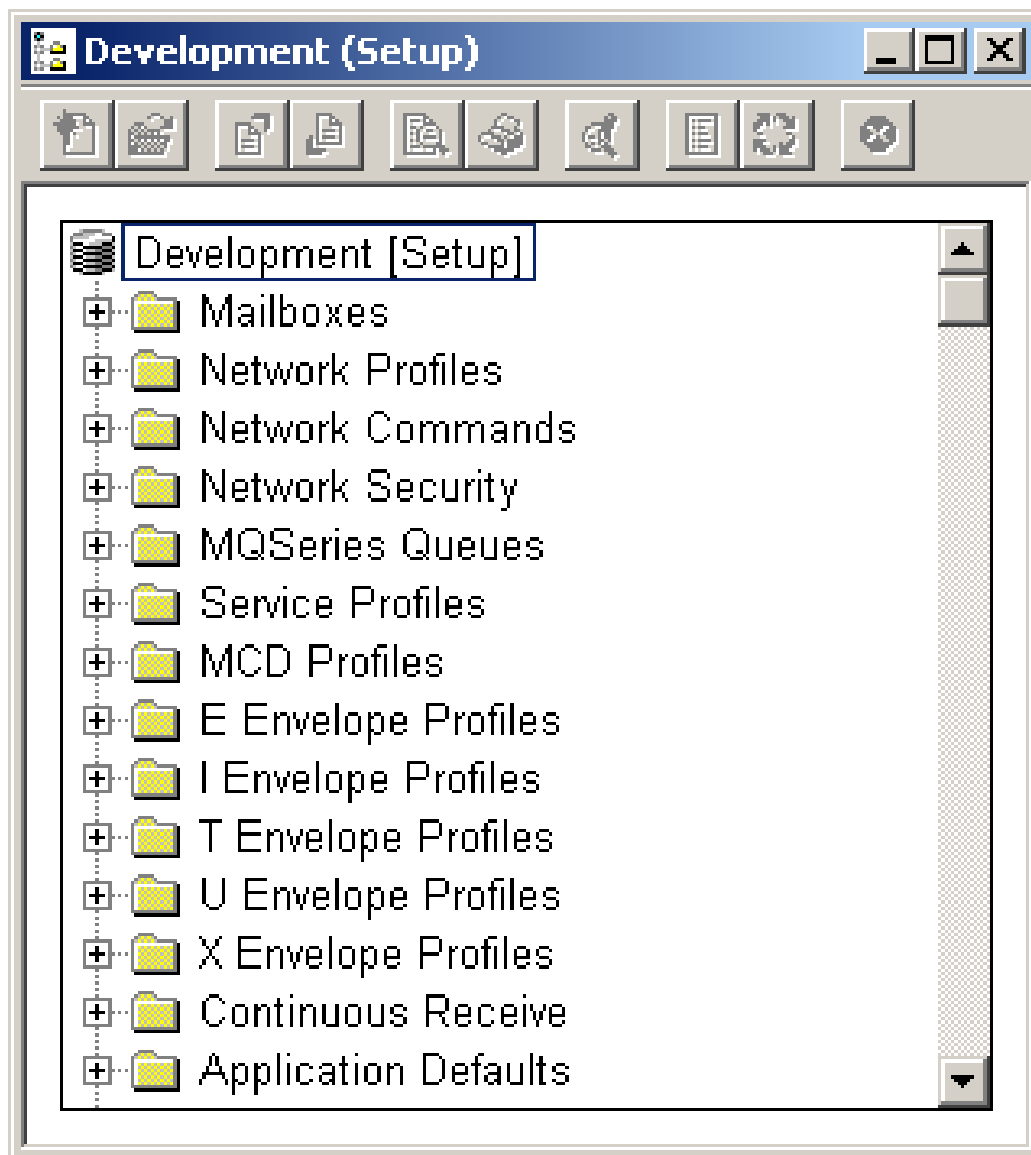 Development (Setup)
Development [Setup]
Mailboxes
Network Profiles
Network Commands
Network Security
MQSeries Queues
Service Profiles
MCD Profiles
E Envelope Profiles
I Envelope Profiles
T Envelope Profiles
U Envelope Profiles
X Envelope Profiles
Continuous Receive
Application Defaults